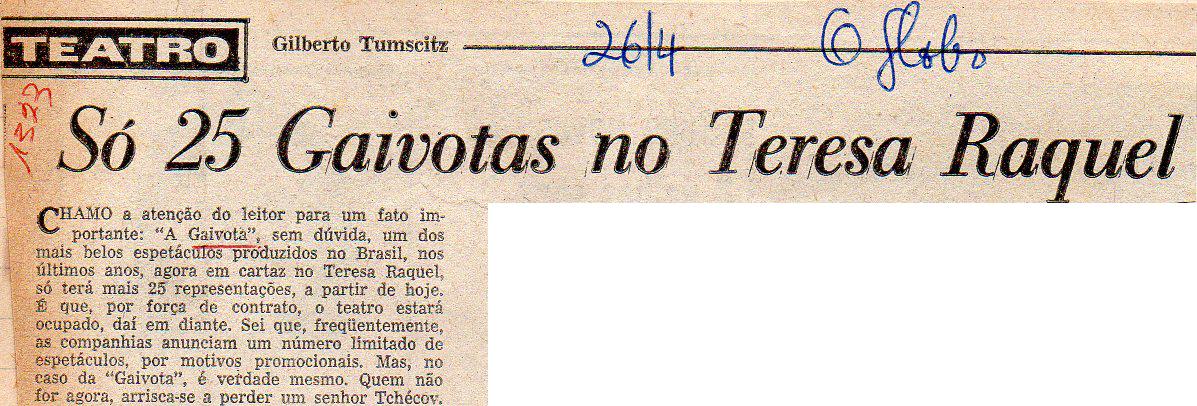 TEATRO Gilberto Tumscitz 26/4 O Globo
1973
Só 25 Gaivotas no Teresa Raquel
CHAMO a atenção do leitor para um fato im-
portante: "A Gaivota", sem dúvida, um dos
mais belos espetáculos produzidos no Brasil, nos
últimos anos, agora em cartaz no Teresa Raquel,
só terá mais 25 representações, a partir de hoje.
É que, por força de contrato, o teatro estará
ocupado, daí em diante. Sei que, freqüentemente,
as companhias anunciam um número limitado de
espetáculos, por motivos promocionais. Mas, no
caso da "Gaivota", é verdade mesmo. Quem não
for agora, arrisca-se a perder um senhor Tchécov.